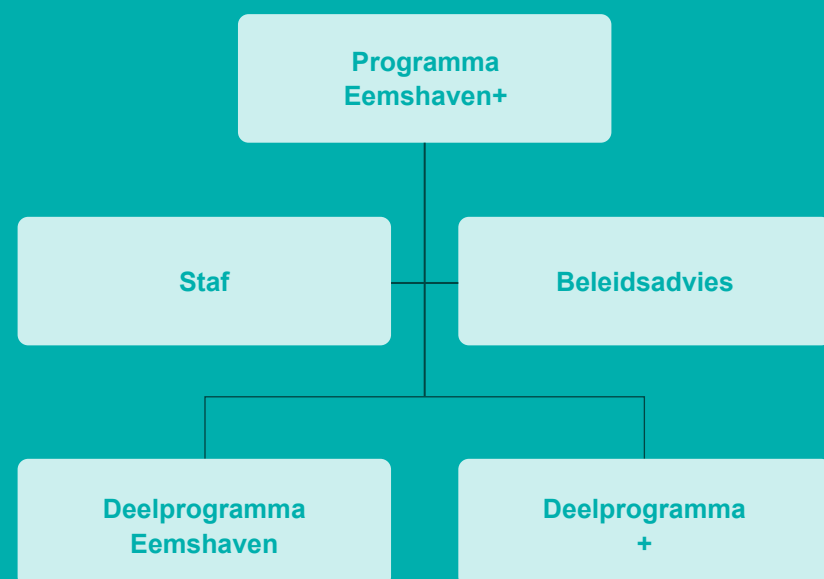 Programma
Eemshaven+
Staf
Beleidsadvies
Deelprogramma
Eemshaven
Deelprogramma
+